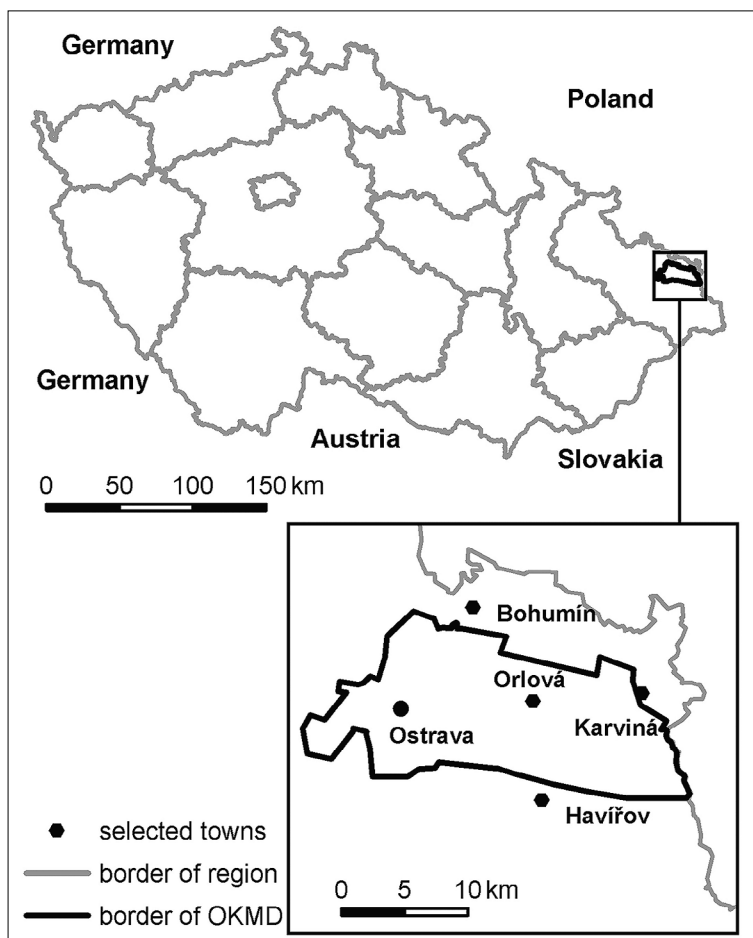 Germany
Poland
Germany
Austria
Slovakia
0 50 100 150 km
Bohumín
Orlová
Karviná
Ostrava
Havířov
selected towns
border of region
border of OKMD
0 5 10 km